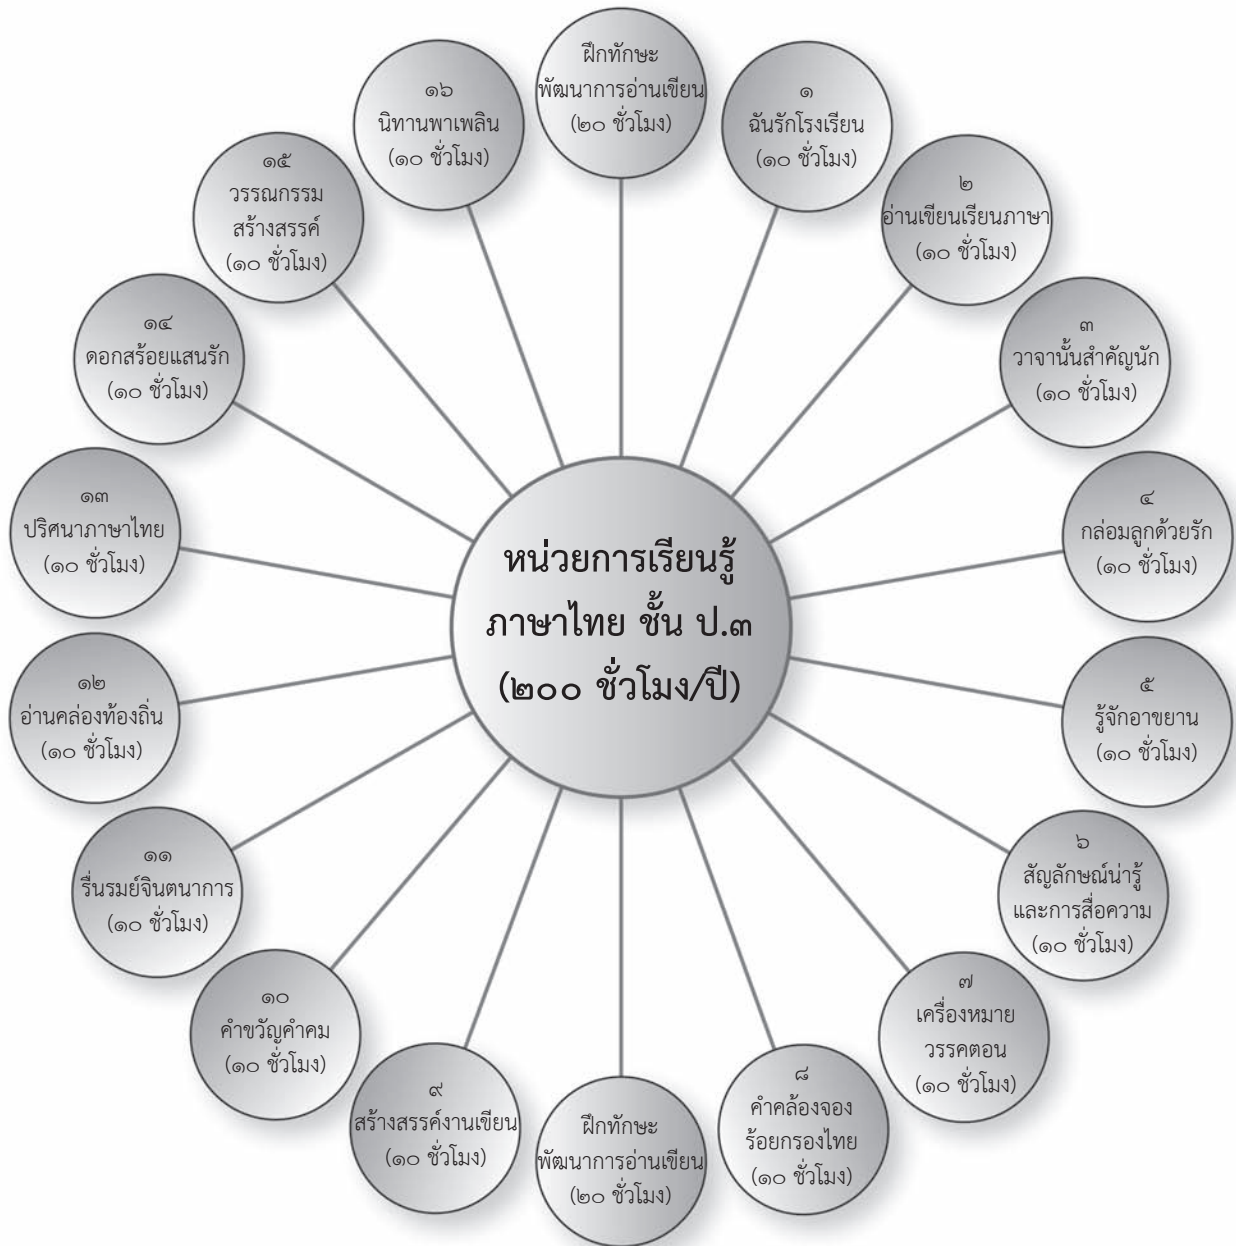 หน่วยการเรียนรู้
ภาษาไทย ชั้น ป.๓
(๒๐๐ ชั่วโมง/ปี)
ฝึกทักษะ
พัฒนาการอ่านเขียน
(๒๐ ชั่วโมง)
๑
ฉันรักโรงเรียน
(๑๐ ชั่วโมง)
๒
อ่านเขียนเรียนภาษา
(๑๐ ชั่วโมง)
๓
วาจานั้นสำคัญนัก
(๑๐ ชั่วโมง)
๔
กล่อมลูกด้วยรัก
(๑๐ ชั่วโมง)
๕
รู้จักอาขยาน
(๑๐ ชั่วโมง)
๖
สัญลักษณ์น่ารู้
และการสื่อความ
(๑๐ ชั่วโมง)
๗
เครื่องหมาย
วรรคตอน
(๑๐ ชั่วโมง)
๘
คำคล้องจอง
ร้อยกรองไทย
(๑๐ ชั่วโมง)
ฝึกทักษะ
พัฒนาการอ่านเขียน
(๒๐ ชั่วโมง)
๙
สร้างสรรค์งานเขียน
(๑๐ ชั่วโมง)
๑๐
คำขวัญคำคม
(๑๐ ชั่วโมง)
๑๑
รื่นรมย์จินตนาการ
(๑๐ ชั่วโมง)
๑๒
อ่านคล่องท้องถิ่น
(๑๐ ชั่วโมง)
๑๓
ปริศนาภาษาไทย
(๑๐ ชั่วโมง)
๑๔
ดอกสร้อยแสนรัก
(๑๐ ชั่วโมง)
๑๕
วรรณกรรม
สร้างสรรค์
(๑๐ ชั่วโมง)
๑๖
นิทานพาเพลิน
(๑๐ ชั่วโมง)